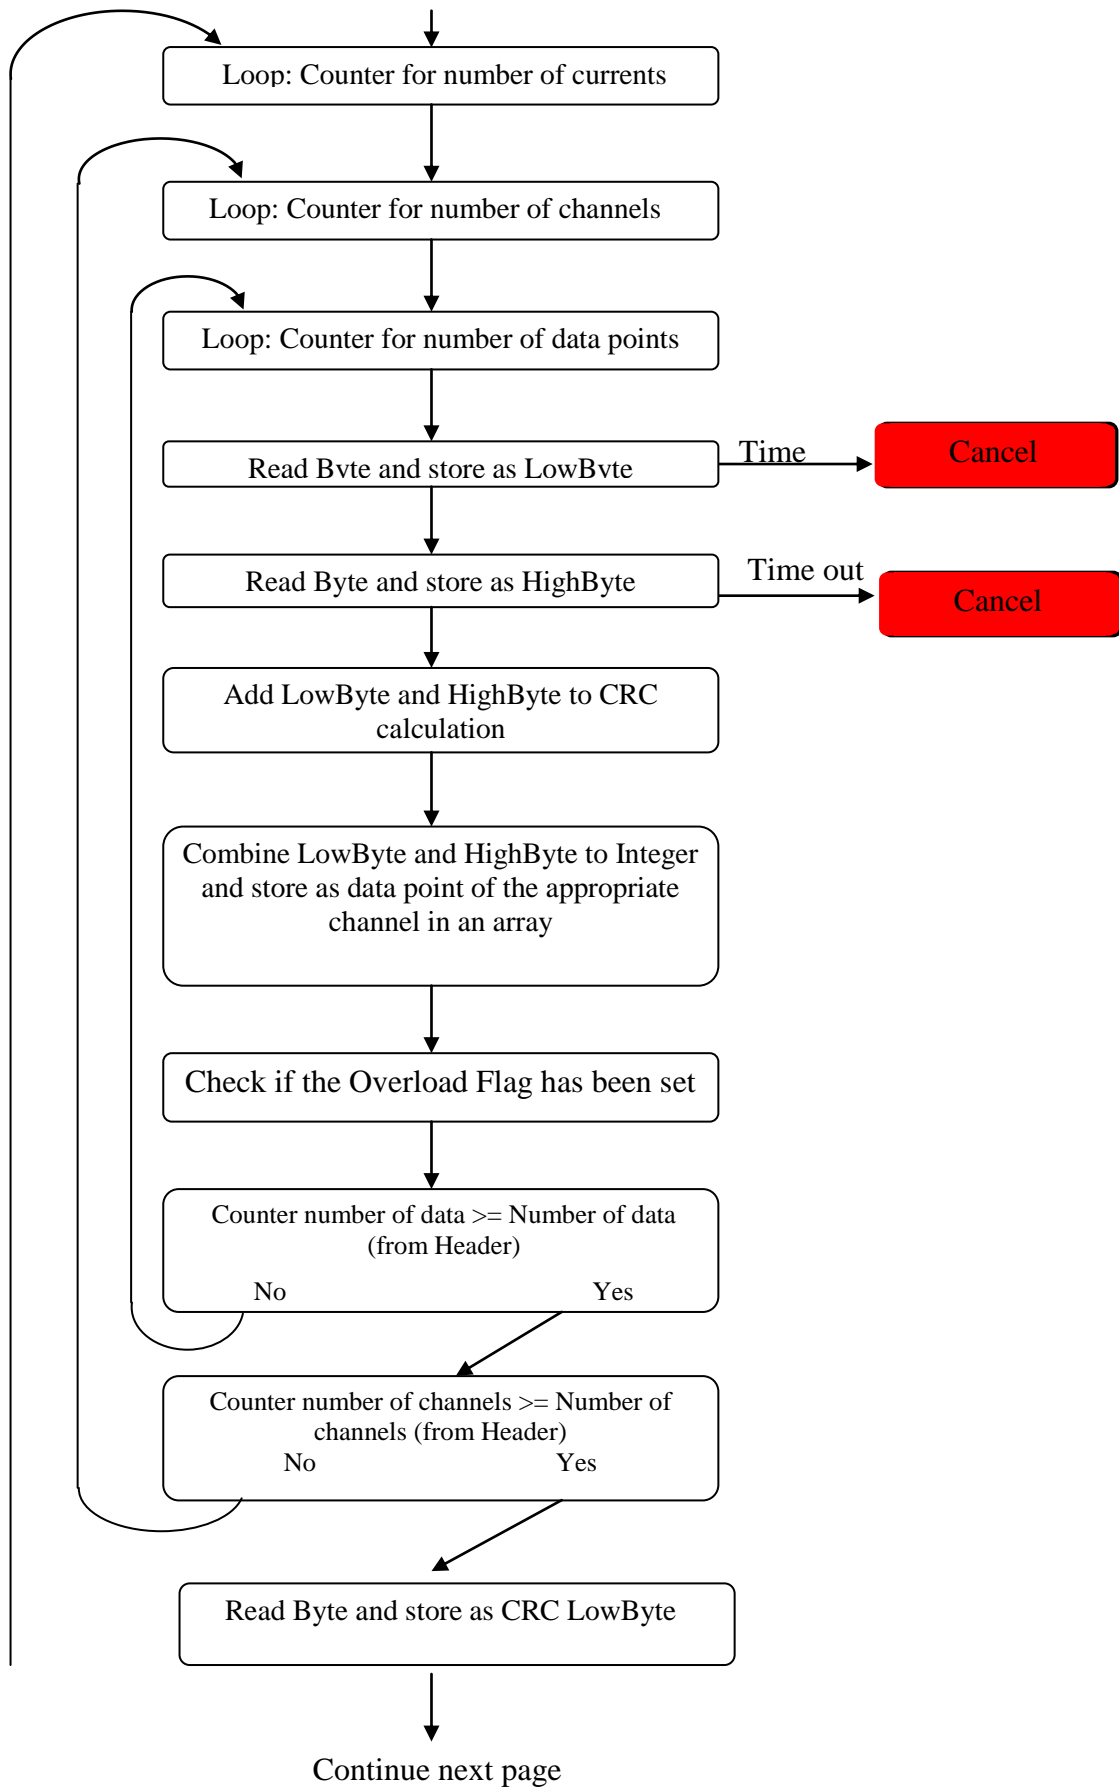 Loop: Counter for number of currents
Loop: Counter for number of channels
Loop: Counter for number of data points
Read Byte and store as LowByte
Time
Cancel
Read Byte and store as HighByte
Time out
Cancel
Add LowByte and HighByte to CRC
calculation
Combine LowByte and HighByte to Integer
and store as data point of the appropriate
channel in an array
Check if the Overload Flag has been set
Counter number of data >= Number of data
(from Header)
No Yes
Counter number of channels >= Number of
channels (from Header)
No Yes
Read Byte and store as CRC LowByte
Continue next page